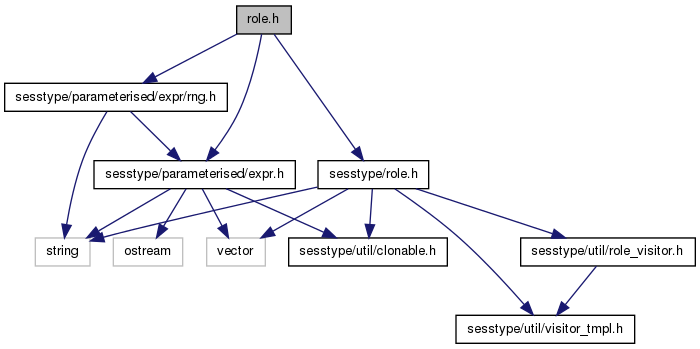 role.h
sesstype/parameterised/expr/rng.h
sesstype/parameterised/expr.h
sesstype/role.h
string
ostream
vector
sesstype/util/clonable.h
sesstype/util/role_visitor.h
sesstype/util/visitor_tmpl.h